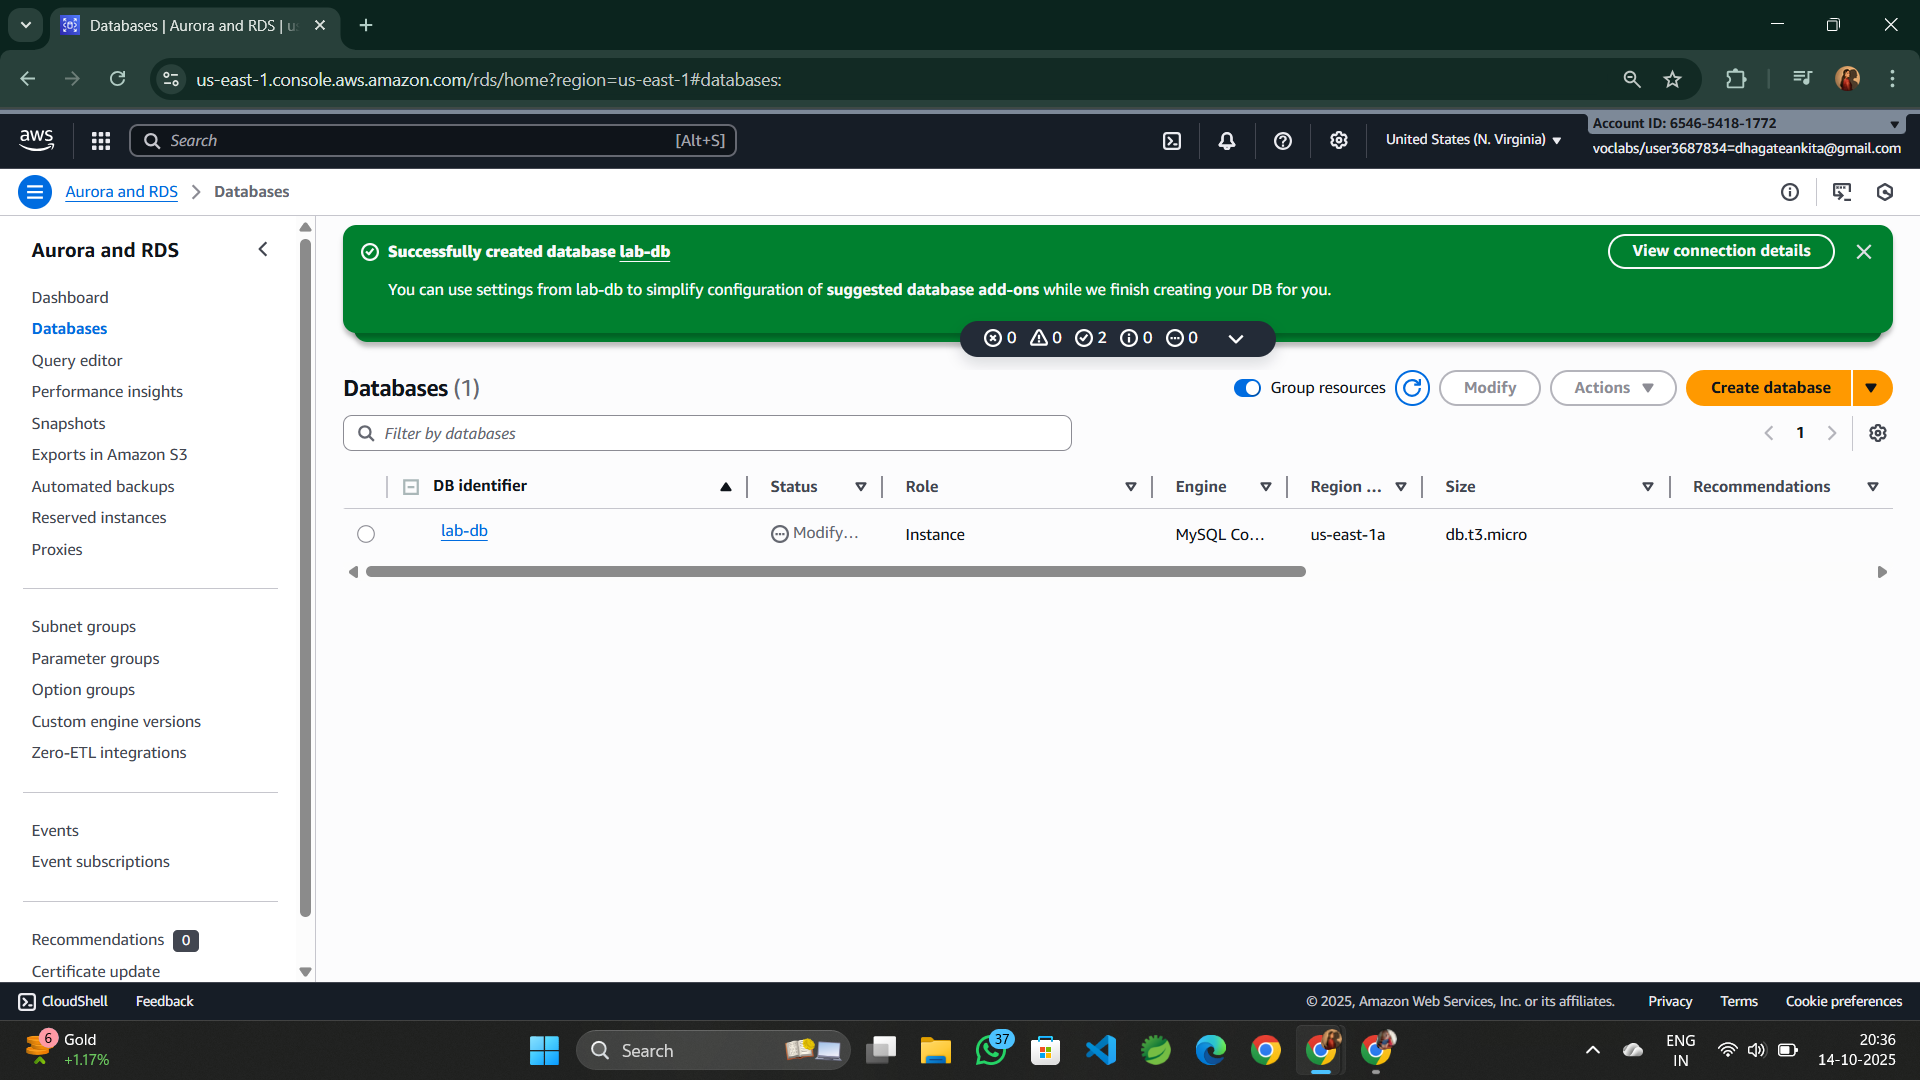 Databases | Aurora and RDS | us
us-east-1.console.aws.amazon.com/rds/home?region=us-east-1#databases:
aws
Search
[Alt+S]
United States (N. Virginia)
Account ID: 6546-5418-1772
voclabs/user3687834=dhagateankita@gmail.com
Aurora and RDS
Databases
Aurora and RDS
Dashboard
Databases
Query editor
Performance insights
Snapshots
Exports in Amazon S3
Automated backups
Reserved instances
Proxies
Subnet groups
Parameter groups
Option groups
Custom engine versions
Zero-ETL integrations
Events
Event subscriptions
Recommendations 0
Certificate update
Successfully created database lab-db
View connection details
You can use settings from lab-db to simplify configuration of suggested database add-ons while we finish creating your DB for you.
0 0 2 0 0
Databases (1)
Group resources
Modify
Actions
Create database
Filter by databases
1
DB identifier Status Role Engine Region ... Size Recommendations
lab-db Modify... Instance MySQL Co... us-east-1a db.t3.micro
CloudShell Feedback © 2025, Amazon Web Services, Inc. or its affiliates. Privacy Terms Cookie preferences
6
Gold
+1.17%
Search
37
ENG
IN
20:36
14-10-2025